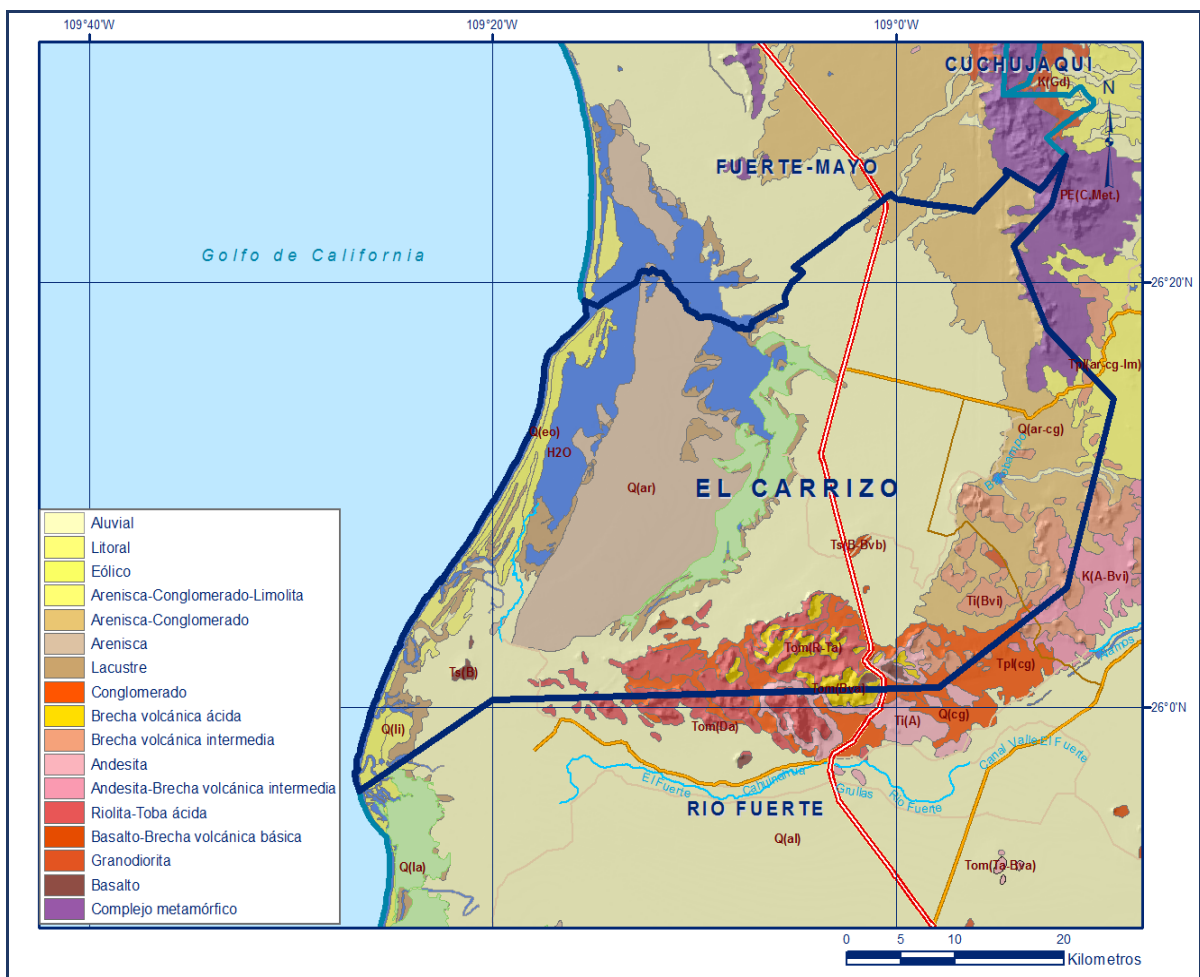 109°40'W
109°20'W
109°0'W
CUCHUJAQUI
K(Gd)
N
FUERTE-MAYO
PE(C.Met.)
Golfo de California
26°20'N
Tpl(ar-cg-lm)
Q(eo)
Q(ar-cg)
H2O
Q(ar)
EL CARRIZO
Ts(B-Bvb)
K(A-Bvi)
Ti(Bvi)
Tom(R-Ta)
Ts(B)
Tpl(cg)
26°0'N
Q(li)
Tom(Da)
Ti(A)
Q(cg)
Canal Valle El Fuerte
El Fuerte
Cahuinahua
Grullas
Río Fuerte
RIO FUERTE
Q(al)
Q(la)
Tom(Ta-Bva)
Aluvial
Litoral
Eólico
Arenisca-Conglomerado-Limolita
Arenisca-Conglomerado
Arenisca
Lacustre
Conglomerado
Brecha volcánica ácida
Brecha volcánica intermedia
Andesita
Andesita-Brecha volcánica intermedia
Riolita-Toba ácida
Basalto-Brecha volcánica básica
Granodiorita
Basalto
Complejo metamórfico
0 5 10 20
Kilometros